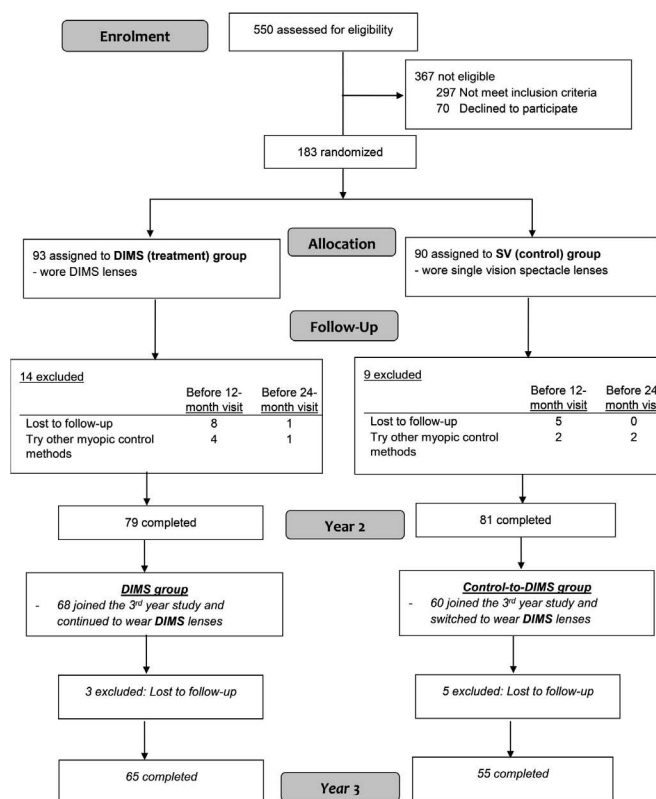 Enrolment
550 assessed for eligibility
367 not eligible
297 Not meet inclusion criteria
70 Declined to participate
183 randomized
Allocation
93 assigned to DIMS (treatment) group
- wore DIMS lenses
90 assigned to SV (control) group
- wore single vision spectacle lenses
Follow-Up
14 excluded
Before 12- Before 24-
month visit month visit
Lost to follow-up 8 1
Try other myopic control 4 1
methods
9 excluded
Before 12- Before 24
month visit month vis
Lost to follow-up 5 0
Try other myopic control 2 2
methods
79 completed
Year 2
81 completed
DIMS group
- 68 joined the 3rd year study and
continued to wear DIMS lenses
Control-to-DIMS group
- 60 joined the 3rd year study and
switched to wear DIMS lenses
3 excluded: Lost to follow-up
5 excluded: Lost to follow-up
65 completed
Year 3
55 completed